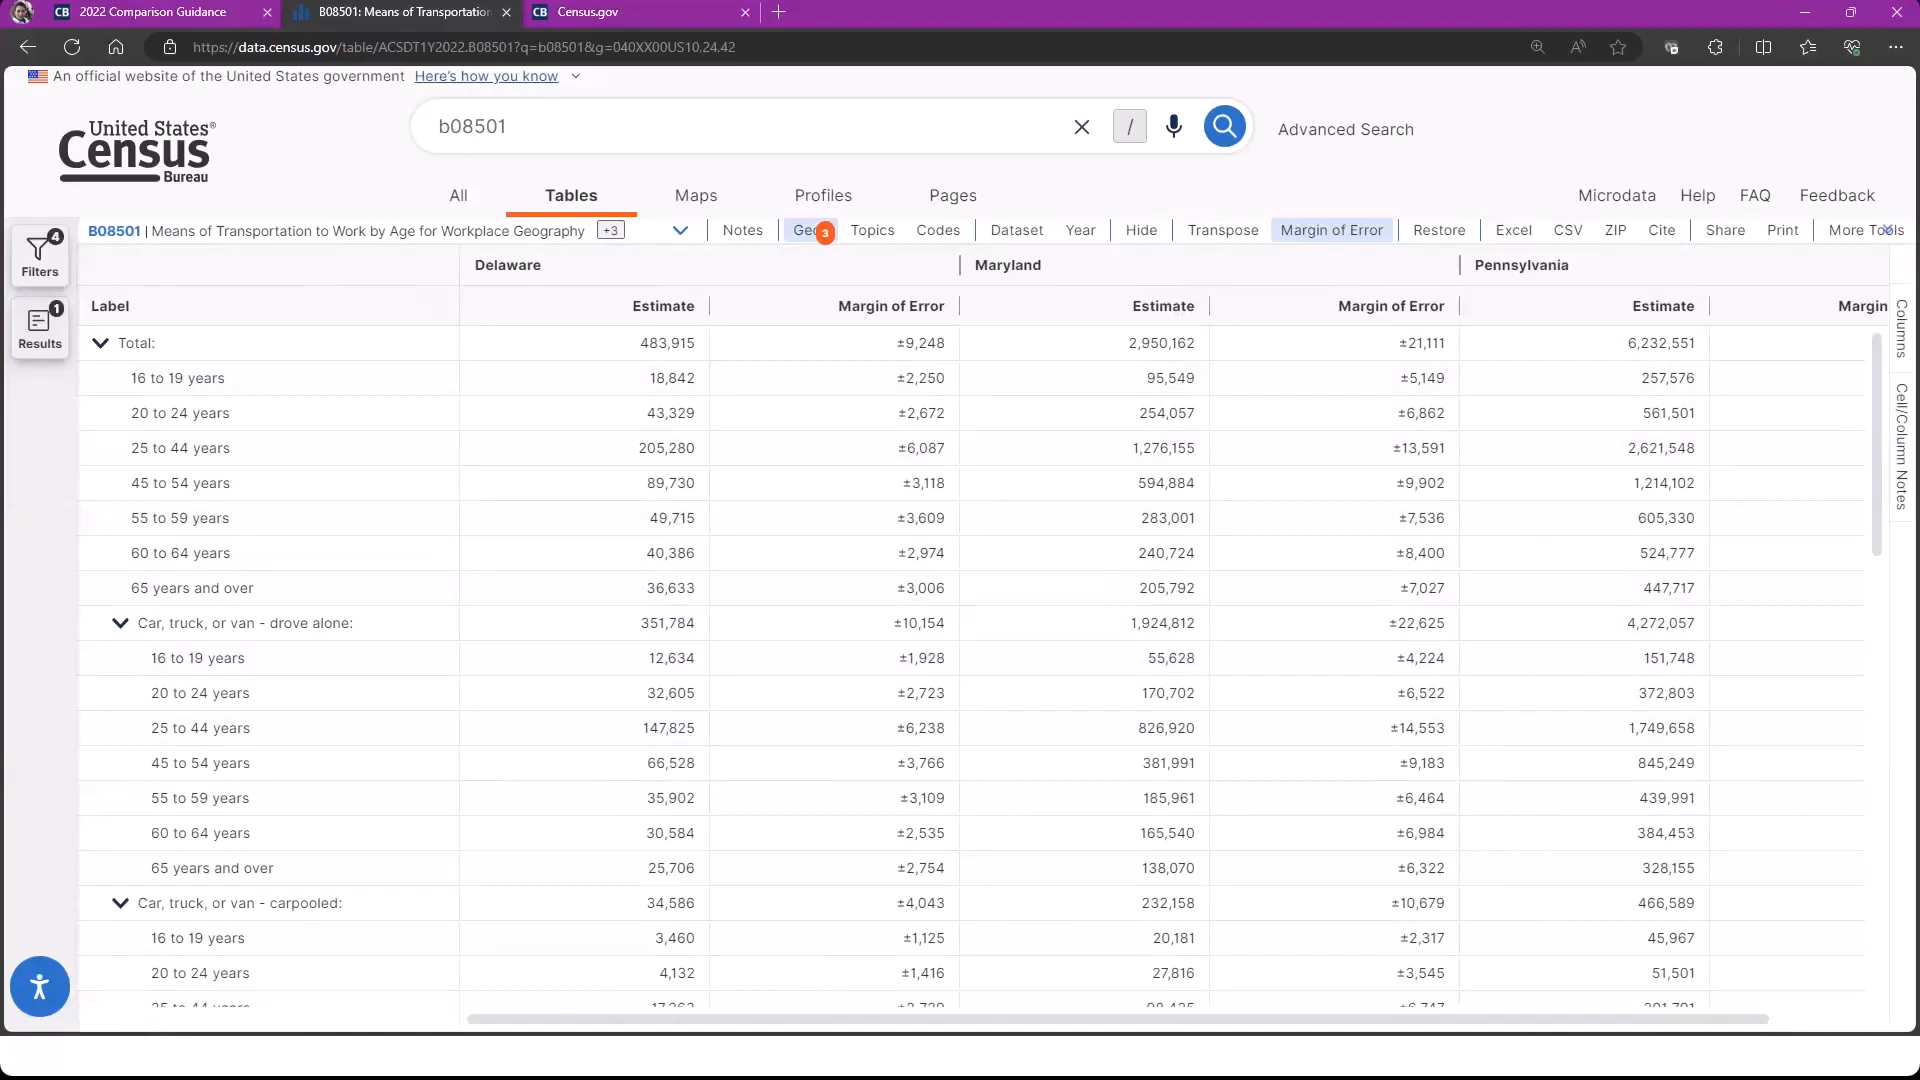 CB 2022 Comparison Guidance
B08501: Means of Transportation
CB Census.gov
https://data.census.gov/table/ACSDT1Y2022.B08501?q=b08501&g=040XX00US10,24,42
An official website of the United States government Here's how you know
United States®
Census
Bureau
b08501
/
Advanced Search
All Tables Maps Profiles Pages
Microdata Help FAQ Feedback
4
Filters
1
Results
B08501 | Means of Transportation to Work by Age for Workplace Geography +3
Notes 3 Topics Codes Dataset Year Hide Transpose Margin of Error Restore Excel CSV ZIP Cite Share Print More Tools
Delaware Maryland Pennsylvania
Label Estimate Margin of Error Estimate Margin of Error Estimate Margin
Total: 483,915 ±9,248 2,950,162 ±21,111 6,232,551
16 to 19 years 18,842 ±2,250 95,549 ±5,149 257,576
20 to 24 years 43,329 ±2,672 254,057 ±6,862 561,501
25 to 44 years 205,280 ±6,087 1,276,155 ±13,591 2,621,548
45 to 54 years 89,730 ±3,118 594,884 ±9,902 1,214,102
55 to 59 years 49,715 ±3,609 283,001 ±7,536 605,330
60 to 64 years 40,386 ±2,974 240,724 ±8,400 524,777
65 years and over 36,633 ±3,006 205,792 ±7,027 447,717
Car, truck, or van - drove alone: 351,784 ±10,154 1,924,812 ±22,625 4,272,057
16 to 19 years 12,634 ±1,928 55,628 ±4,224 151,748
20 to 24 years 32,605 ±2,723 170,702 ±6,522 372,803
25 to 44 years 147,825 ±6,238 826,920 ±14,553 1,749,658
45 to 54 years 66,528 ±3,766 381,991 ±9,183 845,249
55 to 59 years 35,902 ±3,109 185,961 ±6,464 439,991
60 to 64 years 30,584 ±2,535 165,540 ±6,984 384,453
65 years and over 25,706 ±2,754 138,070 ±6,322 328,155
Car, truck, or van - carpooled: 34,586 ±4,043 232,158 ±10,679 466,589
16 to 19 years 3,460 ±1,125 20,181 ±2,317 45,967
20 to 24 years 4,132 ±1,416 27,816 ±3,545 51,501
Columns
Cell/Column Notes